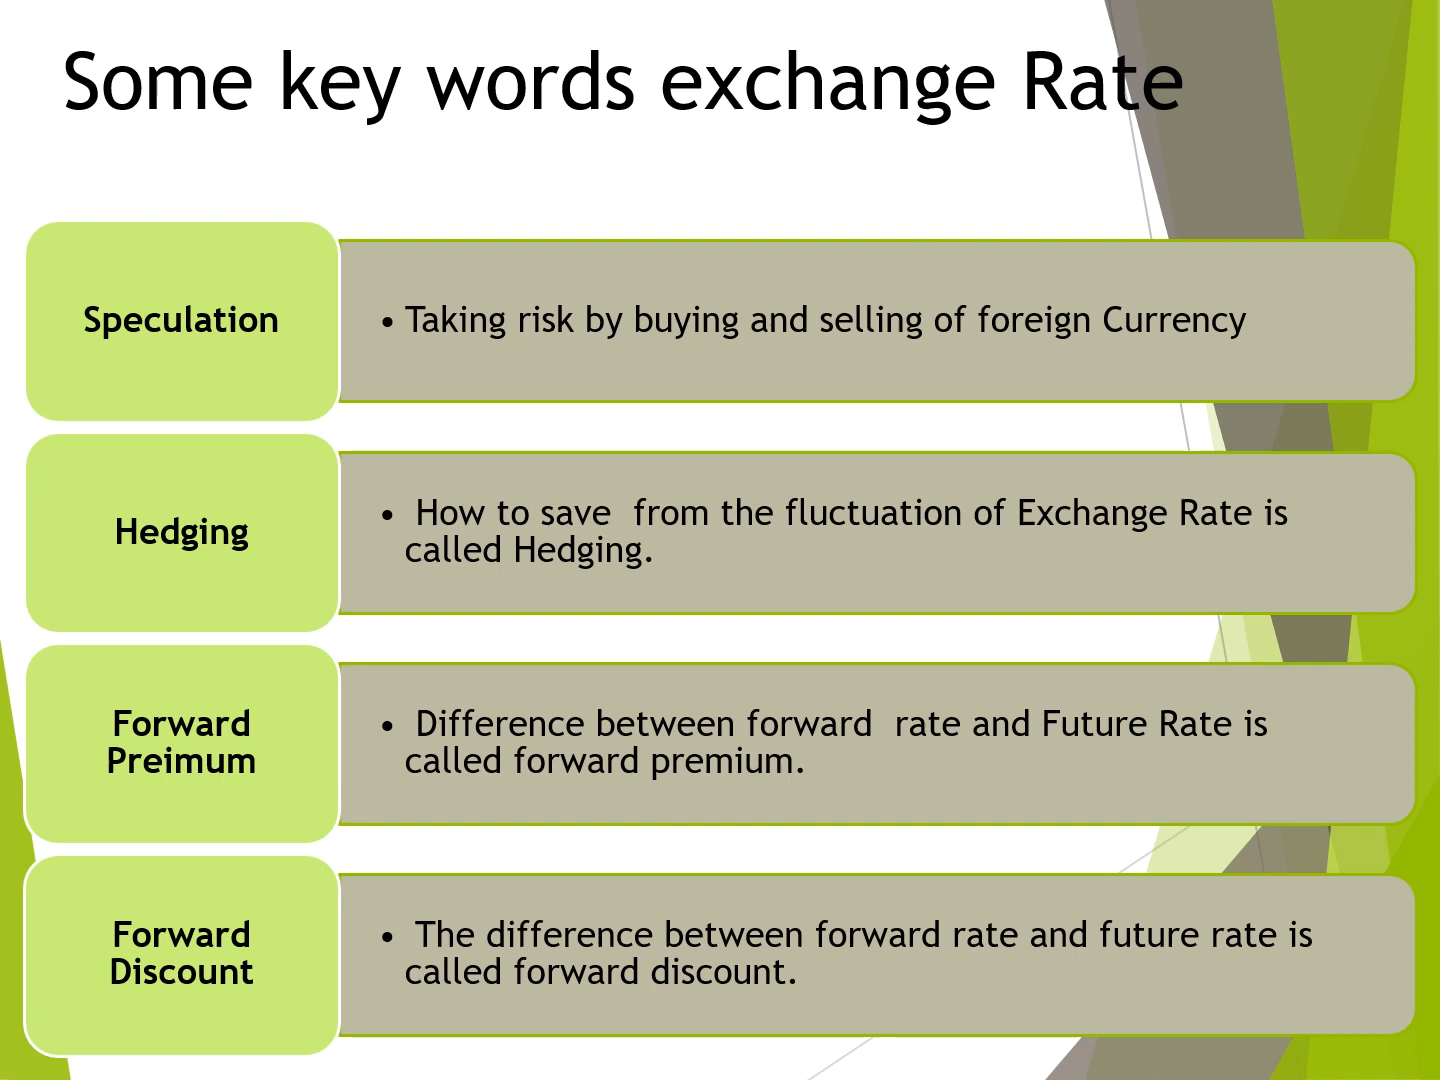 Some key words exchange Rate
Speculation
• Taking risk by buying and selling of foreign Currency
Hedging
• How to save from the fluctuation of Exchange Rate is
called Hedging.
Forward
Preimum
• Difference between forward rate and Future Rate is
called forward premium.
Forward
Discount
• The difference between forward rate and future rate is
called forward discount.